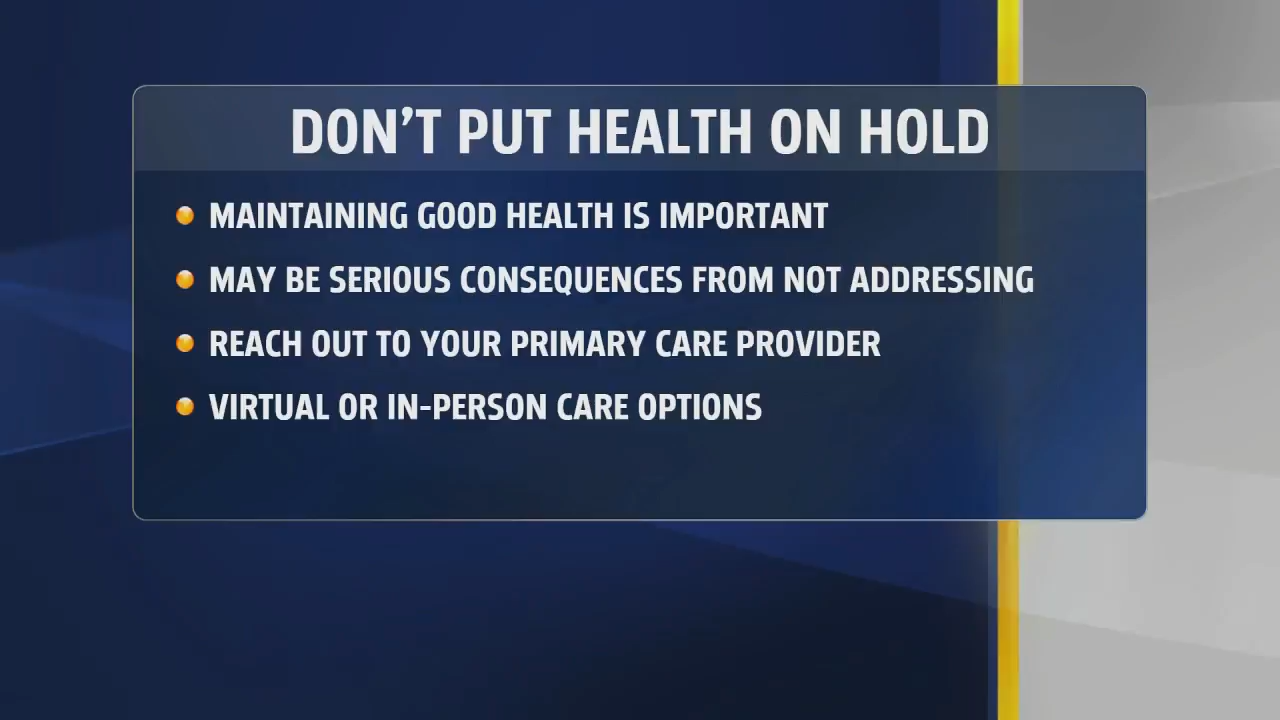 DON'T PUT HEALTH ON HOLD
MAINTAINING GOOD HEALTH IS IMPORTANT
MAY BE SERIOUS CONSEQUENCES FROM NOT ADDRESSING
REACH OUT TO YOUR PRIMARY CARE PROVIDER
VIRTUAL OR IN-PERSON CARE OPTIONS